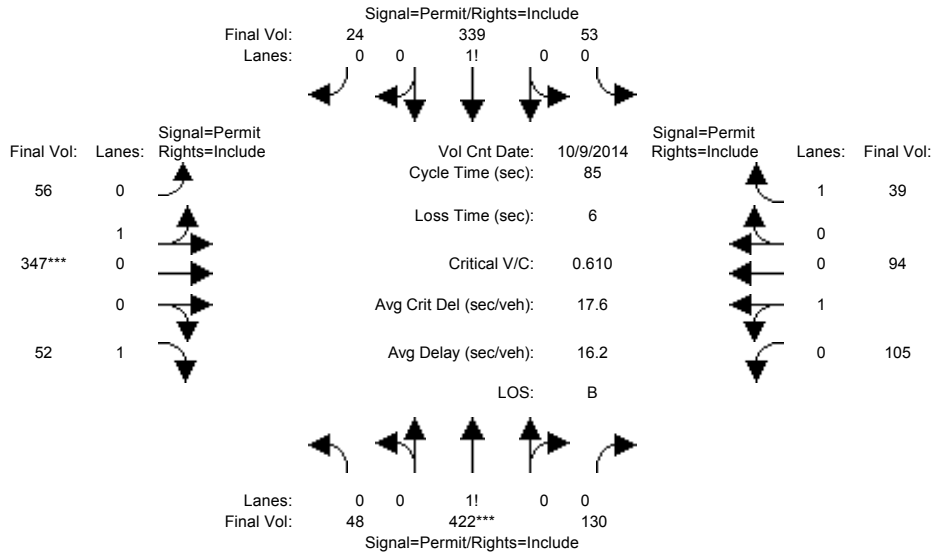 Signal=Permit/Rights=Include
Final Vol: 24 339 53
Lanes: 0 0 1! 0 0
Signal=Permit Signal=Permit
Final Vol: Lanes: Rights=Include Vol Cnt Date: 10/9/2014 Rights=Include Lanes: Final Vol:
Cycle Time (sec): 85
56 0 1 39
Loss Time (sec): 6
1 0
347*** 0 Critical V/C: 0.610 0 94
0 Avg Crit Del (sec/veh): 17.6 1
52 1 Avg Delay (sec/veh): 16.2 0 105
LOS: B
Lanes: 0 0 1! 0 0
Final Vol: 48 422*** 130
Signal=Permit/Rights=Include